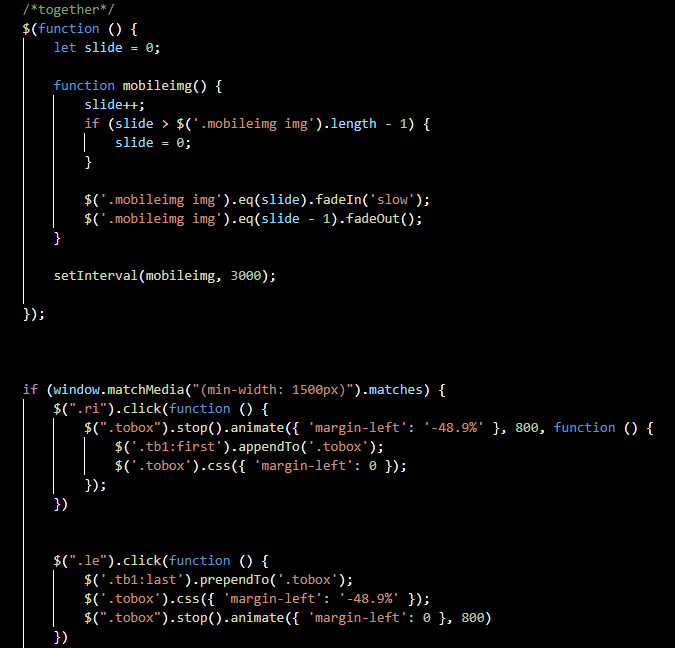 /*together*/
$(function () {
let slide = 0;
function mobileimg() {
slide++;
if (slide > $('.mobileimg img').length - 1) {
slide = 0;
}
$('.mobileimg img').eq(slide).fadeIn('slow');
$('.mobileimg img').eq(slide - 1).fadeOut();
}
setInterval(mobileimg, 3000);
});
if (window.matchMedia("(min-width: 1500px)").matches) {
$(".ri").click(function () {
$(".tobox").stop().animate({ 'margin-left': '-48.9%' }, 800, function () {
$('.tb1:first').appendTo('.tobox');
$('.tobox').css({ 'margin-left': 0 });
});
})
$(".le").click(function () {
$('.tb1:last').prependTo('.tobox');
$('.tobox').css({ 'margin-left': '-48.9%' });
$(".tobox").stop().animate({ 'margin-left': 0 }, 800)
})